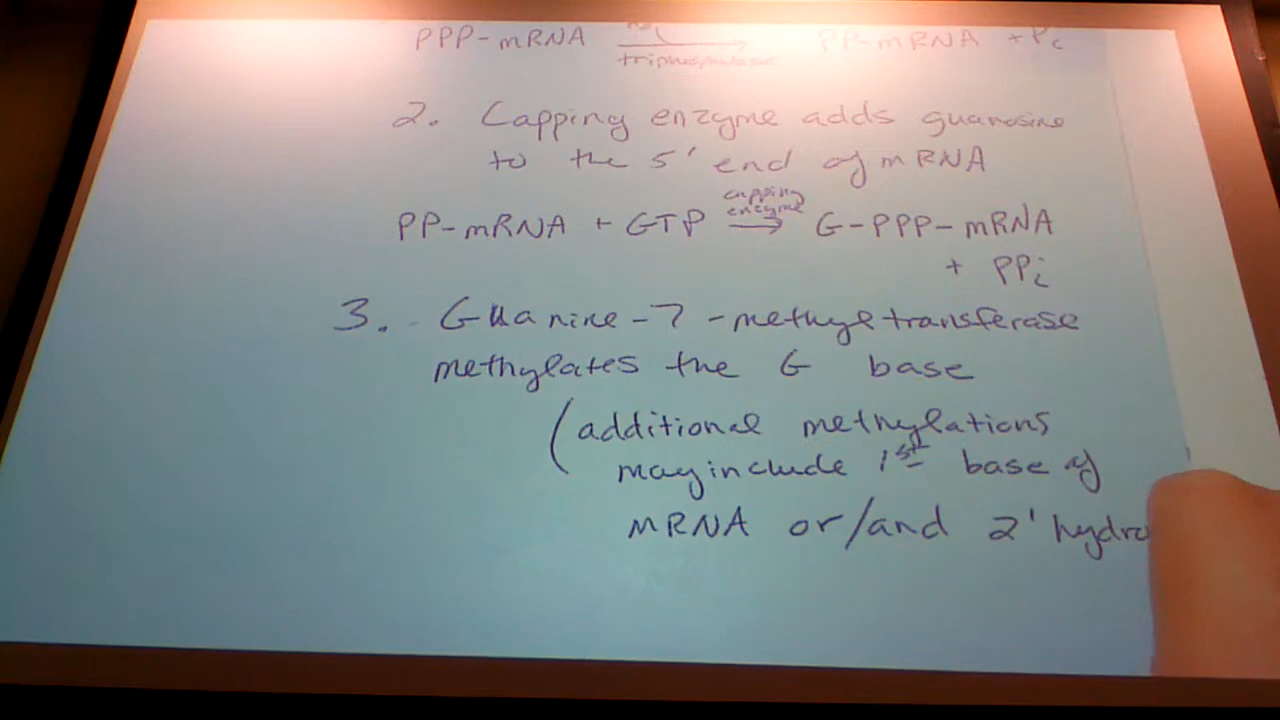 PPP-mRNA → PP-mRNA + Pi
triphosphatase
2. Capping enzyme adds guanosine
to the 5' end of mRNA
capping
enzyme
PP-mRNA + GTP → G-PPP-mRNA
+ PPi
3. Guanine-7-methyltransferase
methylates the G base
(additional methylations
may include 1st base of
mRNA or/and 2' hydro